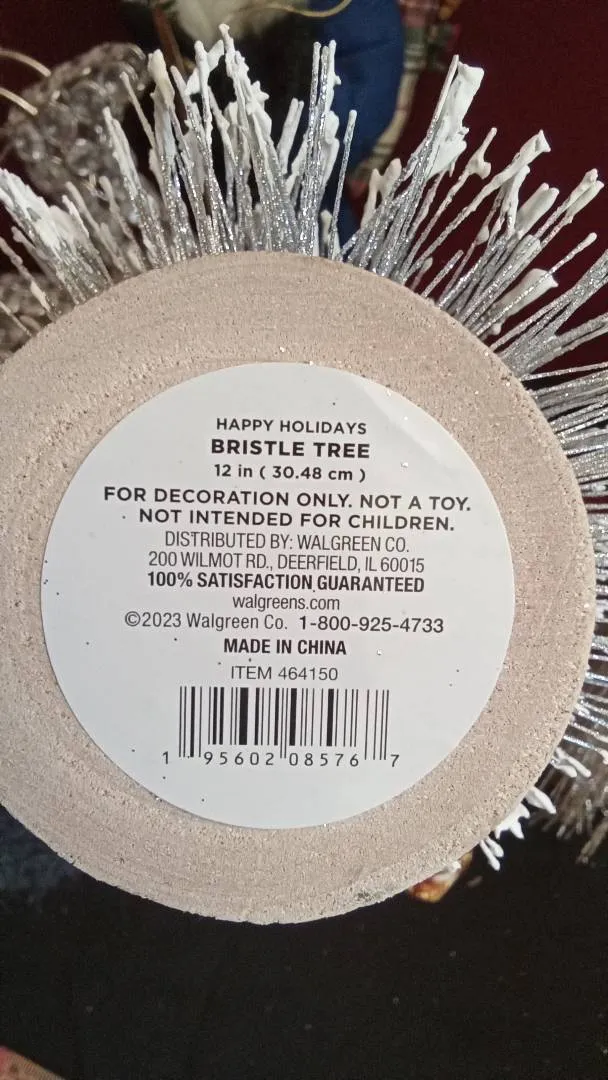 HAPPY HOLIDAYS
BRISTLE TREE
12 in ( 30.48 cm )
FOR DECORATION ONLY. NOT A TOY.
NOT INTENDED FOR CHILDREN.
DISTRIBUTED BY: WALGREEN CO.
200 WILMOT RD., DEERFIELD, IL 60015
100% SATISFACTION GUARANTEED
walgreens.com
©2023 Walgreen Co. 1-800-925-4733
MADE IN CHINA
ITEM 464150
1 95602 08576 7